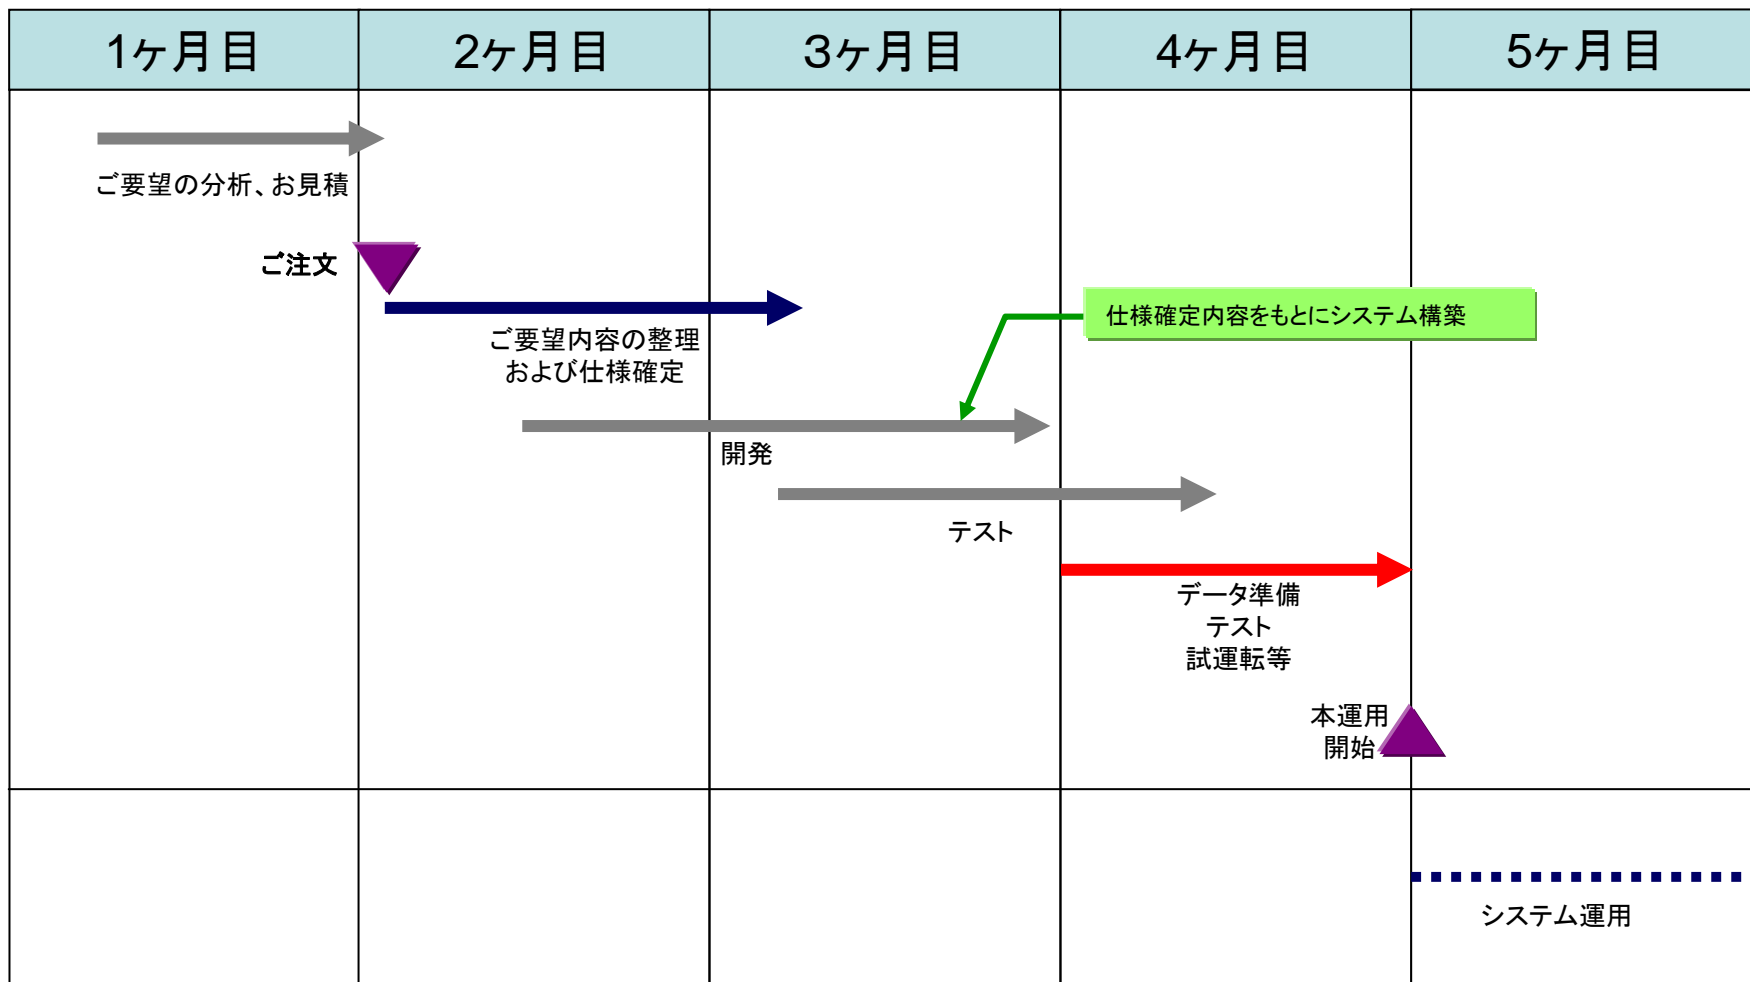 1ヶ月目
2ヶ月目
3ヶ月目
4ヶ月目
5ヶ月目
ご要望の分析、お見積
ご注文
ご要望内容の整理
および仕様確定
仕様確定内容をもとにシステム構築
開発
テスト
データ準備
テスト
試運転等
本運用
開始
システム運用